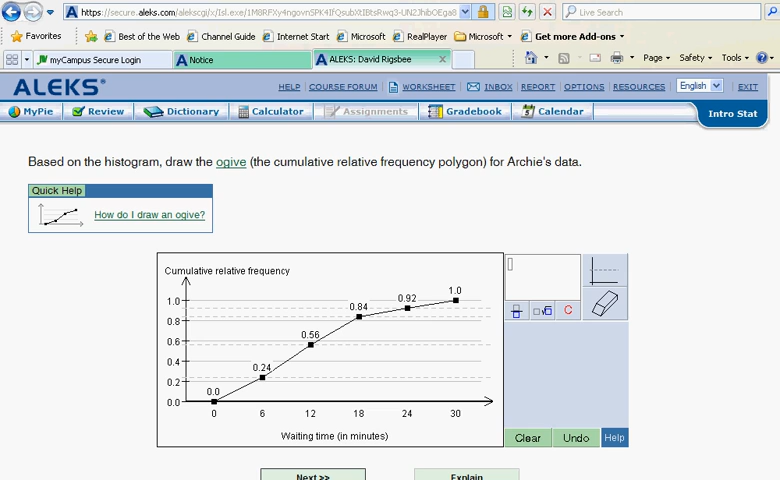 https://secure.aleks.com/alekscgi/x/Isl.exe/1M8RFXy4ngovnSPK4IfQsubXtIBtsRwq3-UN2JhibOEga8
Live Search
Favorites Best of the Web Channel Guide Internet Start Microsoft RealPlayer Microsoft Get more Add-ons
myCampus Secure Login Notice ALEKS: David Rigsbee x Page Safety Tools
ALEKS® HELP | COURSE FORUM WORKSHEET INBOX | REPORT | OPTIONS | RESOURCES English EXIT
MyPie Review Dictionary Calculator Assignments Gradebook Calendar Intro Stat
Based on the histogram, draw the ogive (the cumulative relative frequency polygon) for Archie's data.
Quick Help
How do I draw an ogive?
Cumulative relative frequency
1.0
0.8
0.6
0.4
0.2
0.0
0.0
0.24
0.56
0.84
0.92
1.0
0 6 12 18 24 30
Waiting time (in minutes)
C
Clear Undo Help
Next >> Explain